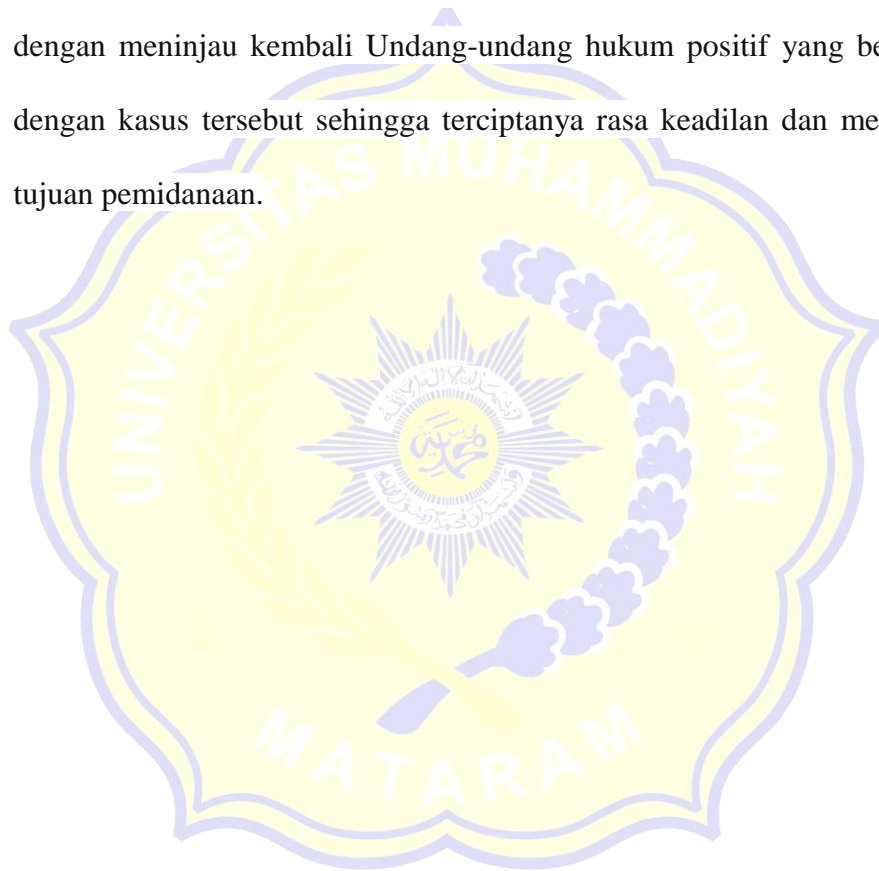 dengan meninjau kembali Undang-undang hukum positif yang be
dengan kasus tersebut sehingga terciptanya rasa keadilan dan me
tujuan pemidanaan.
UNIVERSITAS MUHAMMADIYAH
MATARAM